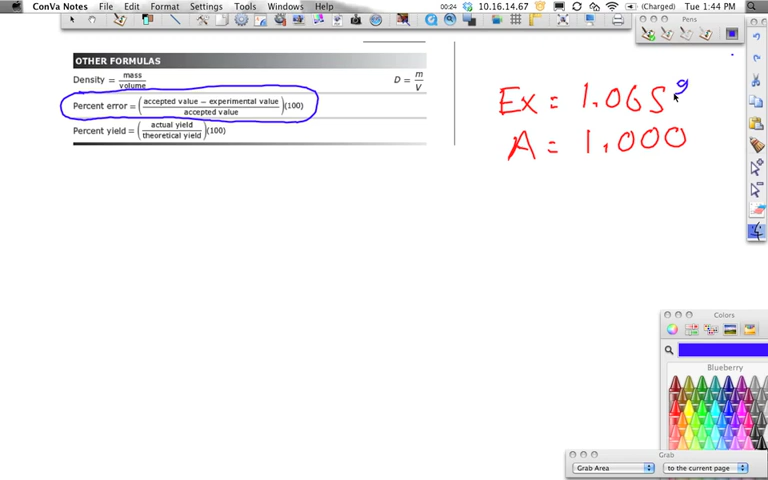 ConVa Notes File Edit Format Settings Tools Windows Help 00:24 10.16.14.67 (Charged) Tue 1:44 PM
Pens
OTHER FORMULAS
Density = mass / volume D = m / V
Percent error = (accepted value − experimental value / accepted value)(100)
Percent yield = (actual yield / theoretical yield)(100)
Ex = 1.065 g
A = 1.000
Colors
Blueberry
Grab
Grab Area to the current page